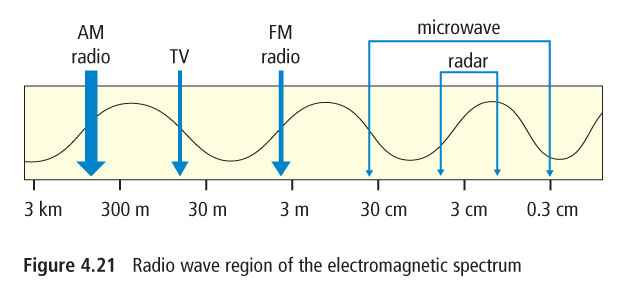 AM
radio
TV
FM
radio
microwave
radar
3 km 300 m 30 m 3 m 30 cm 3 cm 0.3 cm
Figure 4.21 Radio wave region of the electromagnetic spectrum